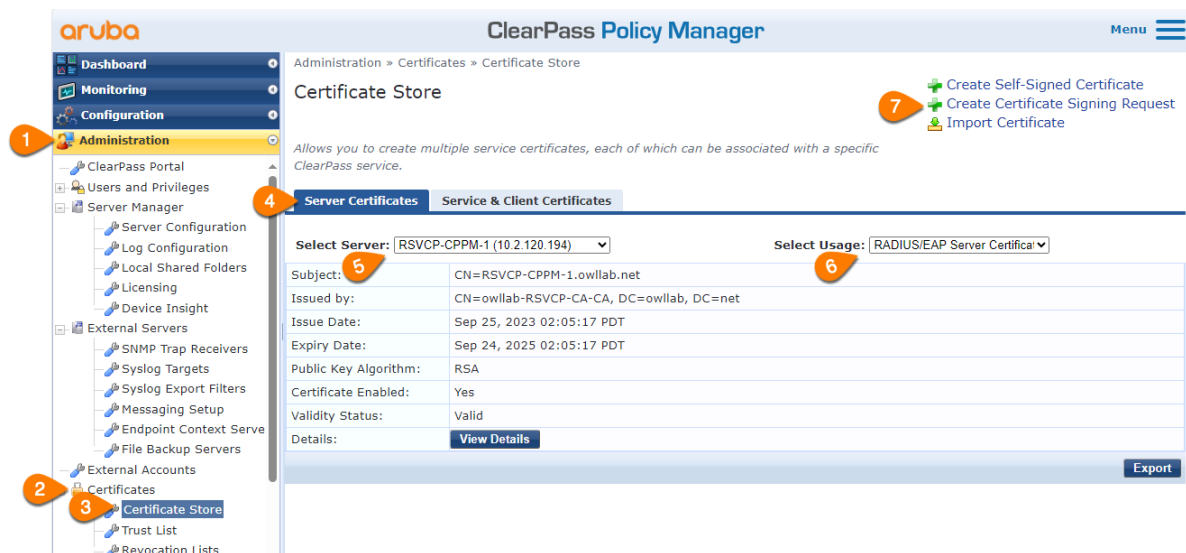 aruba
ClearPass Policy Manager
Menu
Dashboard
Monitoring
Configuration
1
Administration
ClearPass Portal
Users and Privileges
Server Manager
Server Configuration
Log Configuration
Local Shared Folders
Licensing
Device Insight
External Servers
SNMP Trap Receivers
Syslog Targets
Syslog Export Filters
Messaging Setup
Endpoint Context Serve
File Backup Servers
External Accounts
2
Certificates
3
Certificate Store
Trust List
Revocation Lists
Administration » Certificates » Certificate Store
Certificate Store
Create Self-Signed Certificate
7
Create Certificate Signing Request
Import Certificate
Allows you to create multiple service certificates, each of which can be associated with a specific
ClearPass service.
4
Server Certificates Service & Client Certificates
Select Server: RSVCP-CPPM-1 (10.2.120.194) Select Usage: RADIUS/EAP Server Certificat
5 6
Subject: CN=RSVCP-CPPM-1.owllab.net
Issued by: CN=owllab-RSVCP-CA-CA, DC=owllab, DC=net
Issue Date: Sep 25, 2023 02:05:17 PDT
Expiry Date: Sep 24, 2025 02:05:17 PDT
Public Key Algorithm: RSA
Certificate Enabled: Yes
Validity Status: Valid
Details: View Details
Export